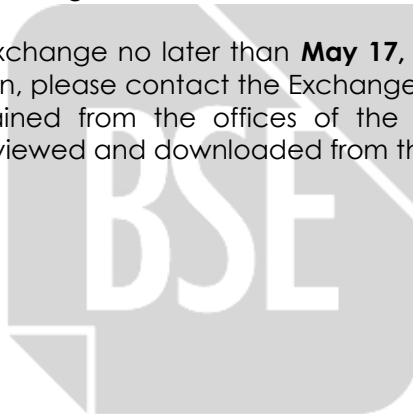 xchange no later than May 17,
n, please contact the Exchange
ained from the offices of the
viewed and downloaded from th
BSE